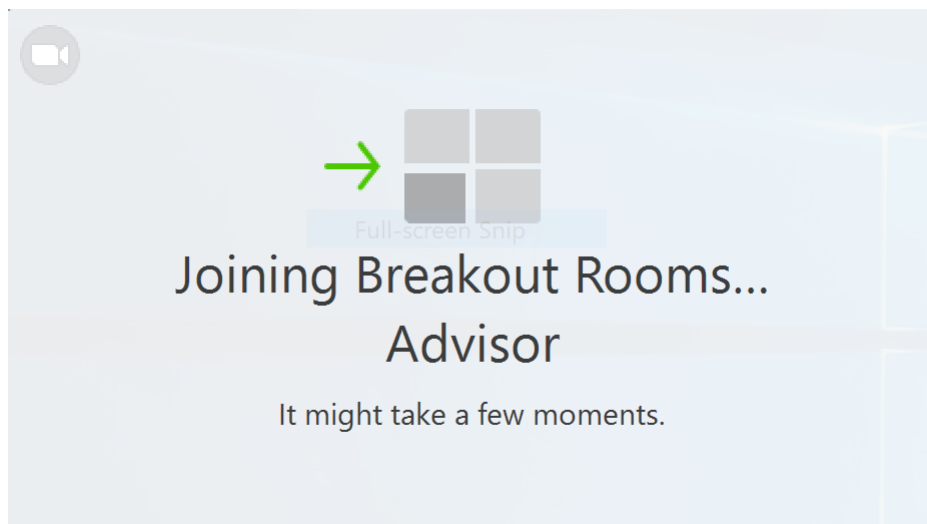 Full-screen Snip
Joining Breakout Rooms...
Advisor
It might take a few moments.